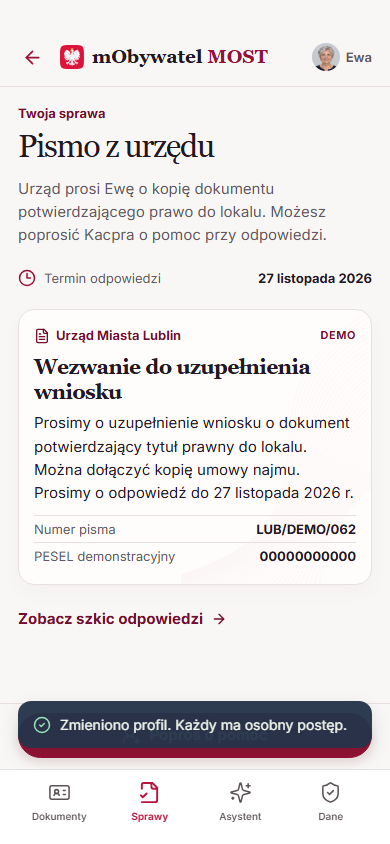 mObywatel MOST
Ewa
Twoja sprawa
Pismo z urzędu
Urząd prosi Ewę o kopię dokumentu
potwierdzającego prawo do lokalu. Możesz
poprosić Kacpra o pomoc przy odpowiedzi.
Termin odpowiedzi 27 listopada 2026
Urząd Miasta Lublin DEMO
Wezwanie do uzupełnienia
wniosku
Prosimy o uzupełnienie wniosku o dokument
potwierdzający tytuł prawny do lokalu.
Można dołączyć kopię umowy najmu.
Prosimy o odpowiedź do 27 listopada 2026 r.
Numer pisma LUB/DEMO/062
PESEL demonstracyjny 00000000000
Zobacz szkic odpowiedzi
Zmieniono profil. Każdy ma osobny postęp.
Dokumenty Sprawy Asystent Dane